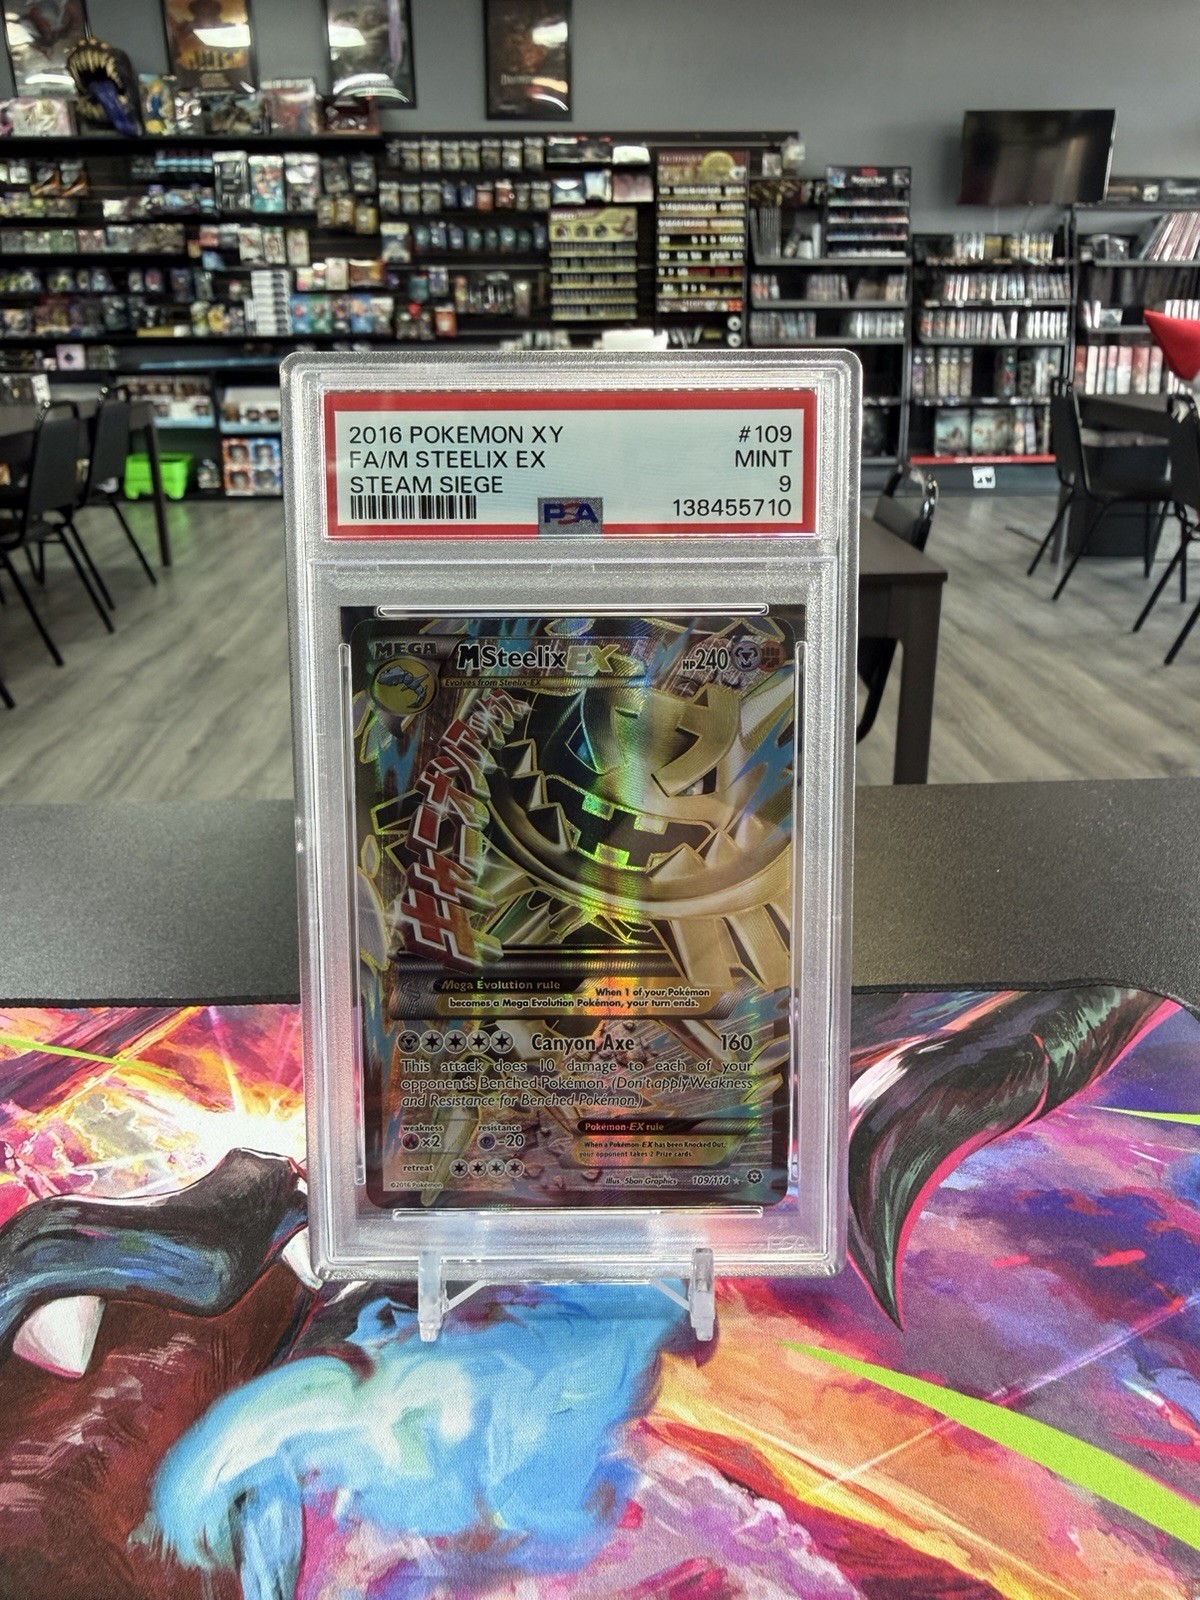 2016 POKEMON XY #109
FA/M STEELIX EX MINT
STEAM SIEGE 9
PSA 138455710
MEGA M Steelix EX HP240
Evolves from Steelix-EX
Mega Evolution rule
When 1 of your Pokémon
becomes a Mega Evolution Pokémon, your turn ends.
Canyon Axe 160
This attack does 10 damage to each of your
opponent's Benched Pokémon. (Don't apply Weakness
and Resistance for Benched Pokémon.)
weakness resistance Pokémon-EX rule
×2 -20
When a Pokémon-EX has been Knocked Out,
your opponent takes 2 Prize cards.
retreat
©2016 Pokémon Illus. 5ban Graphics 109/114